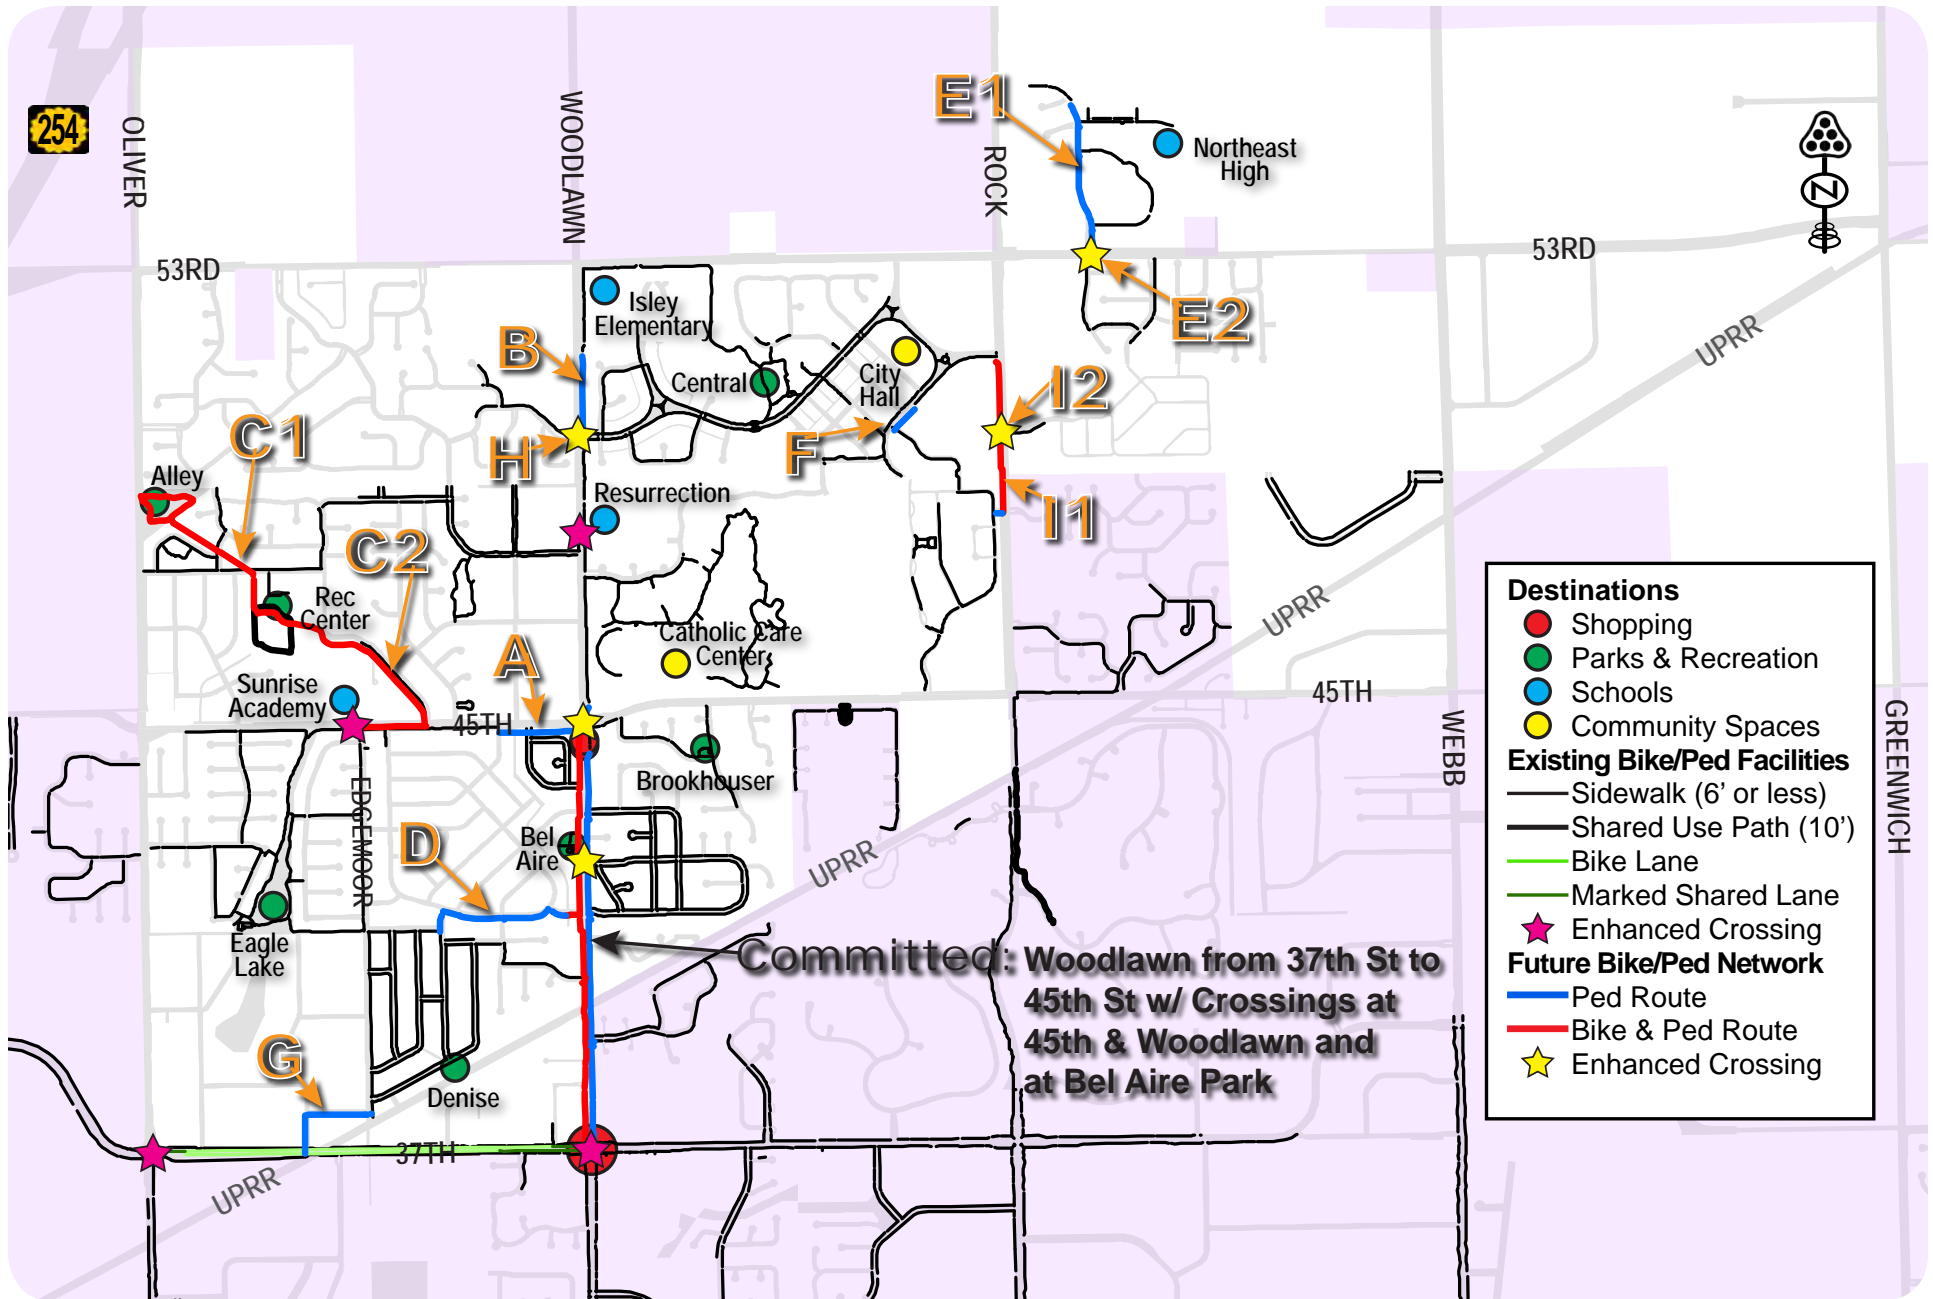 254
OLIVER
WOODLAWN
ROCK
E1
Northeast
High
N
53RD
53RD
E2
UPRR
Isley
Elementary
B
Central
City
Hall
I2
H
F
C1
Alley
Resurrection
I1
C2
Rec
Center
UPRR
Catholic Care
Center
A
Sunrise
Academy
45TH
45TH
WEBB
GREENWICH
Brookhouser
EDGEMOOR
D
Bel
Aire
UPRR
Eagle
Lake
Committed: Woodlawn from 37th St to
45th St w/ Crossings at
45th & Woodlawn and
at Bel Aire Park
G
Denise
37TH
UPRR
Destinations
Shopping
Parks & Recreation
Schools
Community Spaces
Existing Bike/Ped Facilities
Sidewalk (6' or less)
Shared Use Path (10')
Bike Lane
Marked Shared Lane
Enhanced Crossing
Future Bike/Ped Network
Ped Route
Bike & Ped Route
Enhanced Crossing